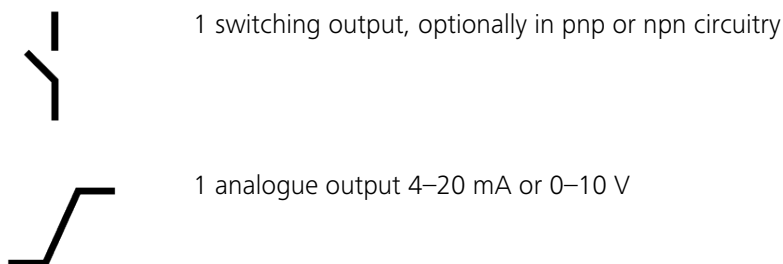 1 switching output, optionally in pnp or npn circuitry
1 analogue output 4–20 mA or 0–10 V